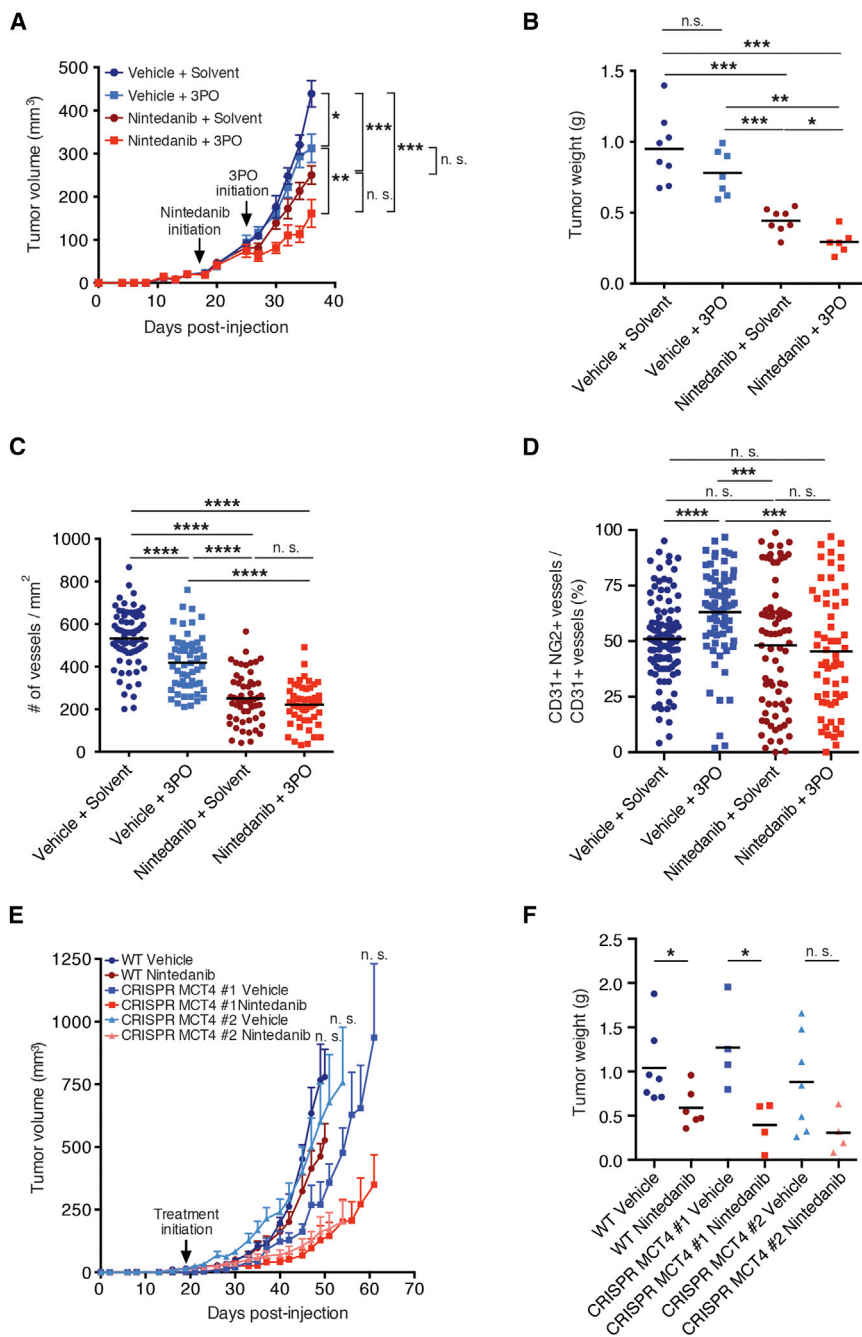 A
Vehicle + Solvent
Vehicle + 3PO
Nintedanib + Solvent
Nintedanib + 3PO
500
400
300
200
100
0
Tumor volume (mm³)
Nintedanib
initiation
3PO
initiation
*
**
***
n. s.
***
n. s.
0 10 20 30 40
Days post-injection
B
n.s.
***
***
**
*** *
1.5
1.0
0.5
0.0
Tumor weight (g)
Vehicle + Solvent
Vehicle + 3PO
Nintedanib + Solvent
Nintedanib + 3PO
C
****
****
**** **** n. s.
****
1000
800
600
400
200
0
# of vessels / mm²
Vehicle + Solvent
Vehicle + 3PO
Nintedanib + Solvent
Nintedanib + 3PO
D
n. s.
***
n. s. n. s.
**** ***
100
75
50
25
0
CD31+ NG2+ vessels /
CD31+ vessels (%)
Vehicle + Solvent
Vehicle + 3PO
Nintedanib + Solvent
Nintedanib + 3PO
E
WT Vehicle
WT Nintedanib
CRISPR MCT4 #1 Vehicle
CRISPR MCT4 #1Nintedanib
CRISPR MCT4 #2 Vehicle
CRISPR MCT4 #2 Nintedanib
n. s.
n. s.
n. s.
1250
1000
750
500
250
0
Tumor volume (mm³)
Treatment
initiation
0 10 20 30 40 50 60 70
Days post-injection
F
* * n. s.
2.5
2.0
1.5
1.0
0.5
0.0
Tumor weight (g)
WT Vehicle
WT Nintedanib
CRISPR MCT4 #1 Vehicle
CRISPR MCT4 #1 Nintedanib
CRISPR MCT4 #2 Vehicle
CRISPR MCT4 #2 Nintedanib